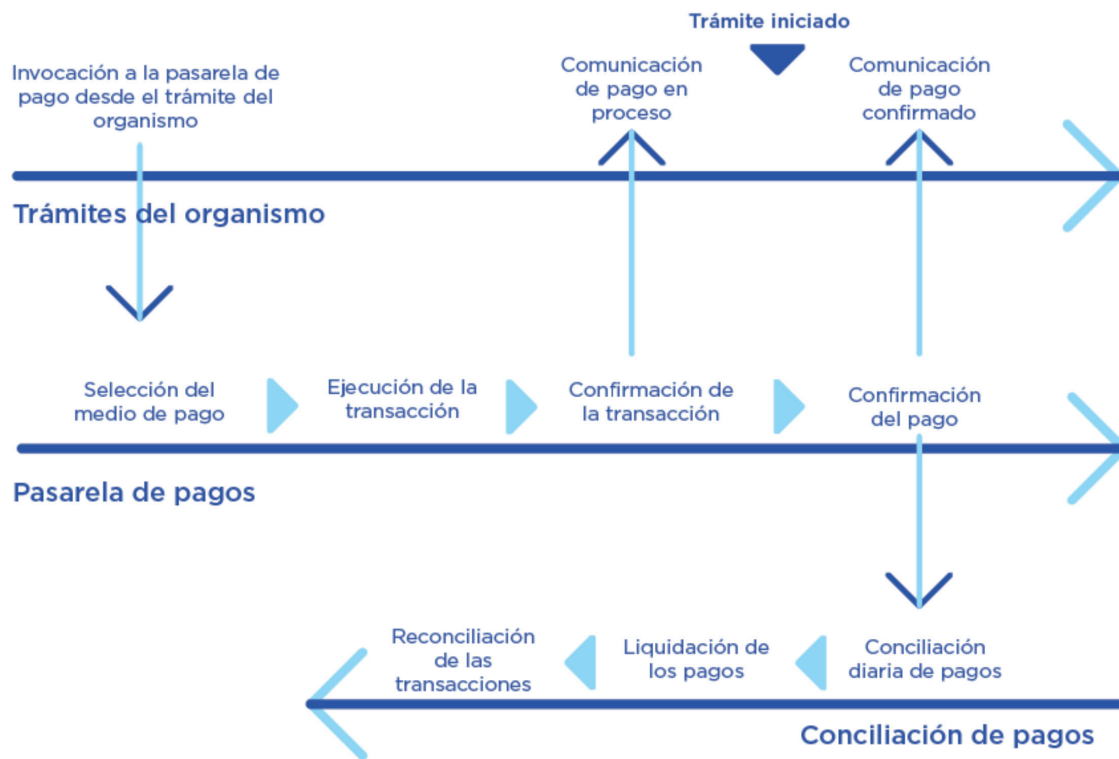 Trámite iniciado
Invocación a la pasarela de
pago desde el trámite del
organismo
Comunicación
de pago en
proceso
Comunicación
de pago
confirmado
Trámites del organismo
Selección del
medio de pago
Ejecución de la
transacción
Confirmación de
la transacción
Confirmación
del pago
Pasarela de pagos
Reconciliación
de las
transacciones
Liquidación de
los pagos
Conciliación
diaria de pagos
Conciliación de pagos